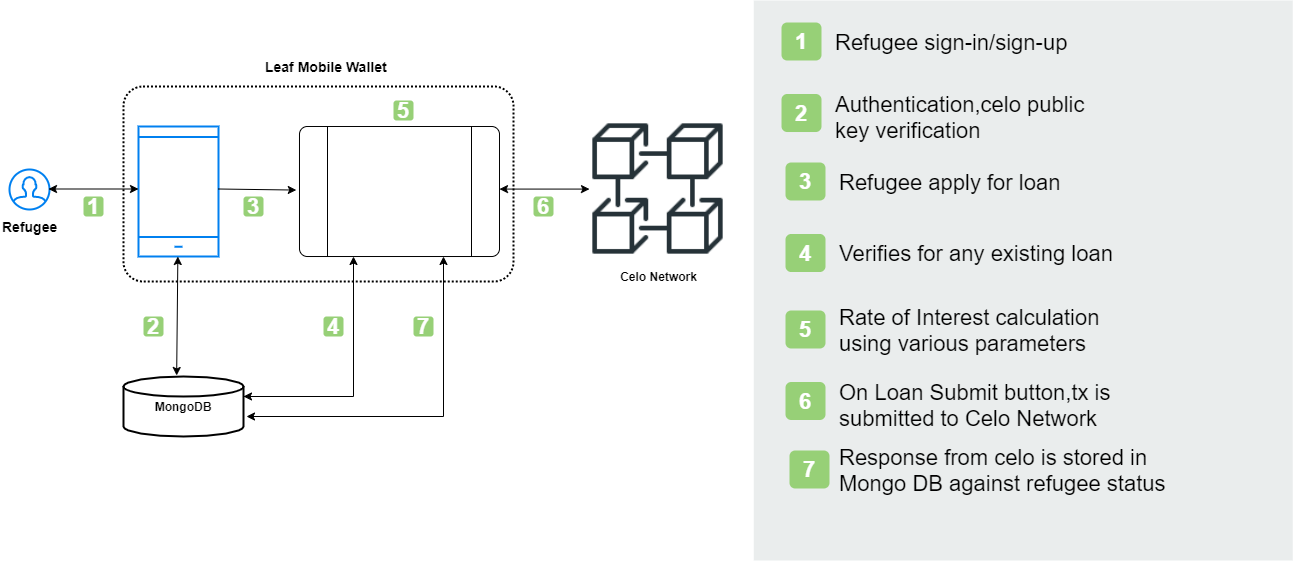 Leaf Mobile Wallet
5
1
3
6
Refugee
Celo Network
2
4
7
MongoDB
1 Refugee sign-in/sign-up
2 Authentication,celo public
key verification
3 Refugee apply for loan
4 Verifies for any existing loan
5 Rate of Interest calculation
using various parameters
6 On Loan Submit button,tx is
submitted to Celo Network
7 Response from celo is stored in
Mongo DB against refugee status